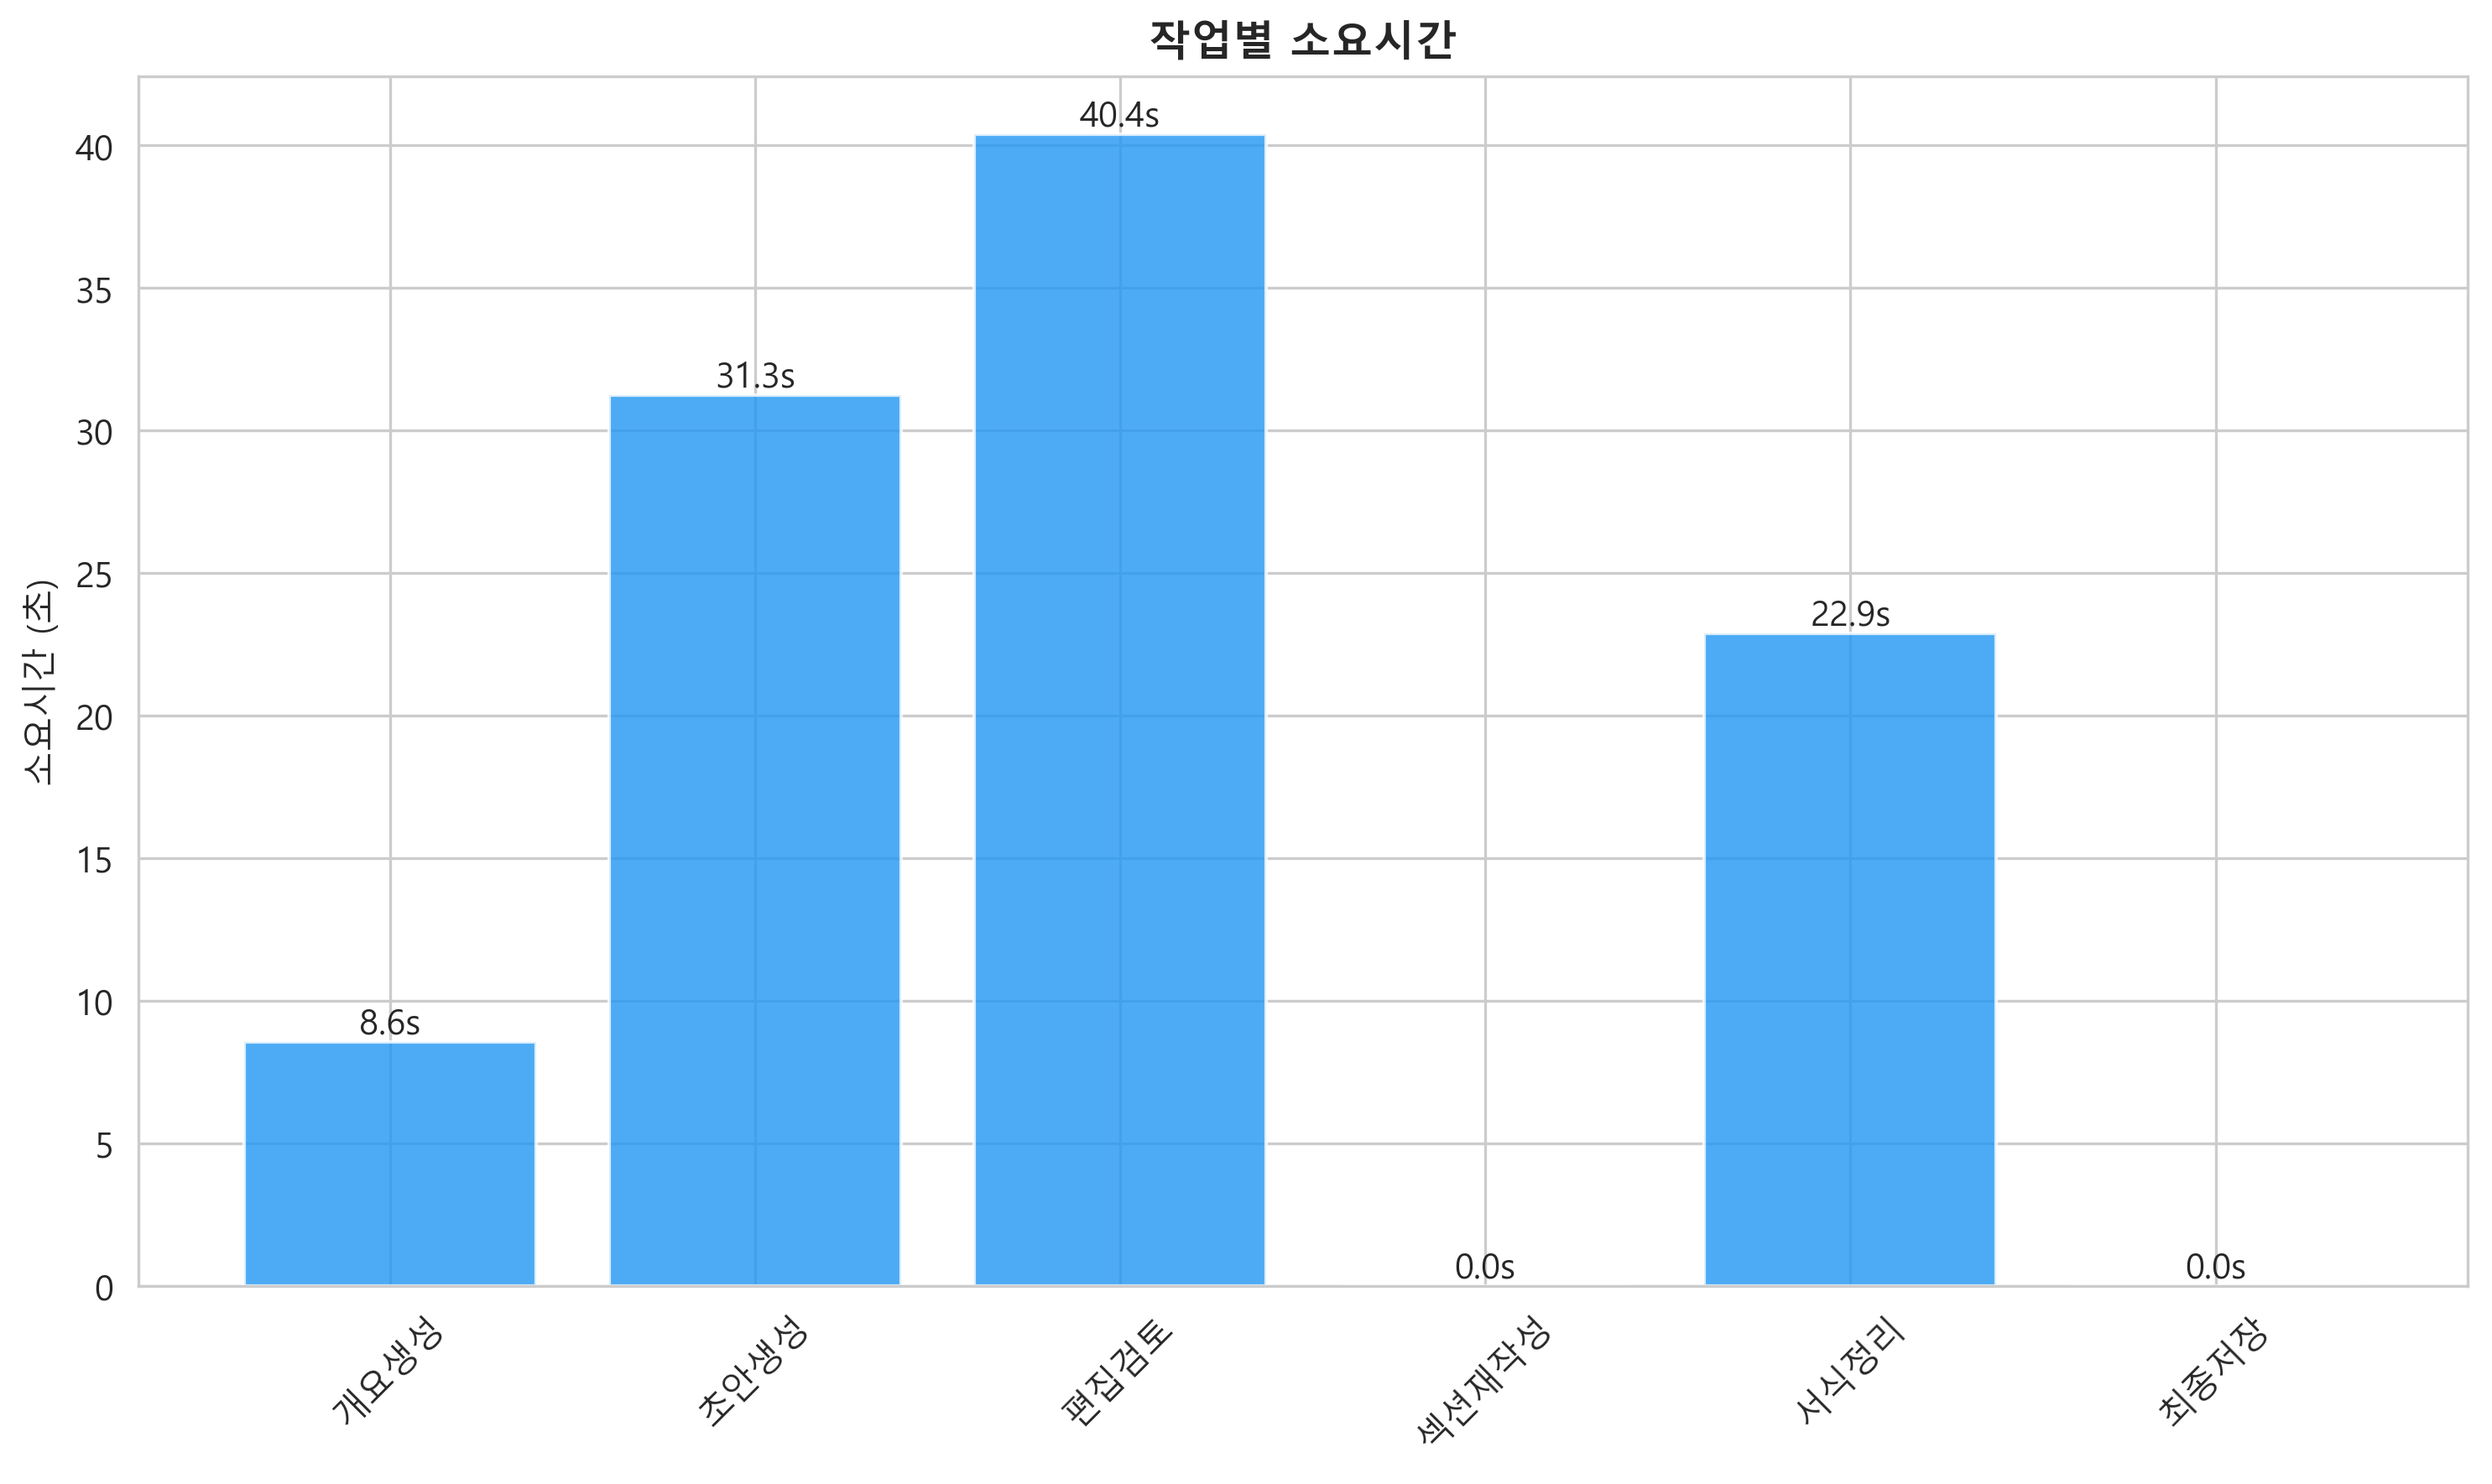 작업별 소요시간
소요시간 (초)
40
35
30
25
20
15
10
5
0
8.6s
31.3s
40.4s
0.0s
22.9s
0.0s
개요생성
초안생성
편집검토
섹션재작성
서식정리
최종저장